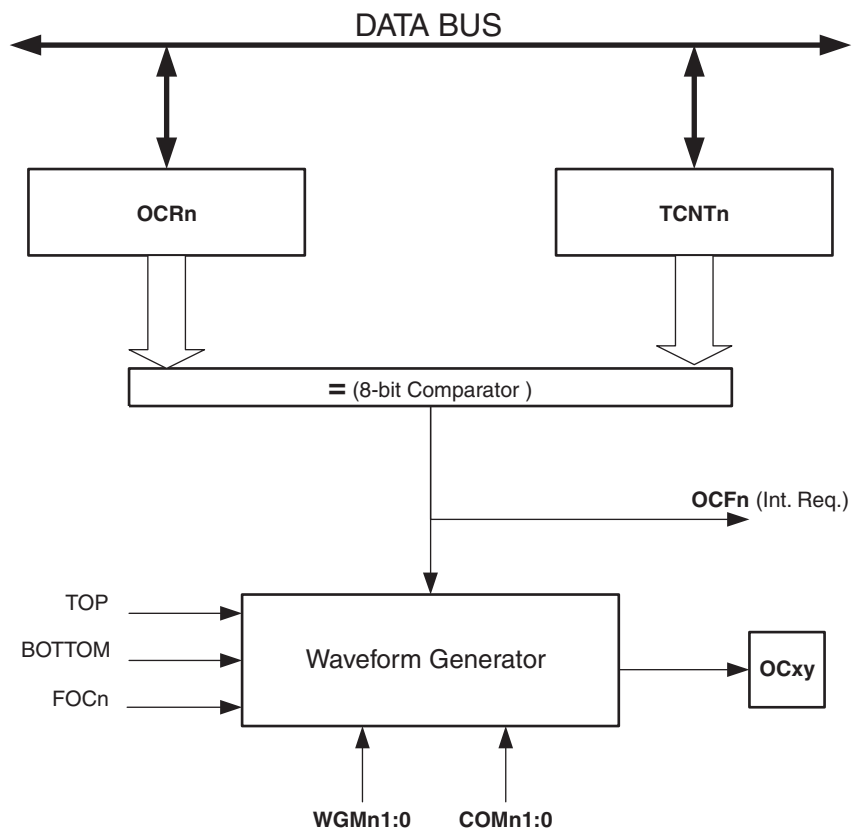 DATA BUS
OCRn
TCNTn
= (8-bit Comparator )
OCFn (Int. Req.)
TOP
BOTTOM
FOCn
Waveform Generator
OCxy
WGMn1:0
COMn1:0